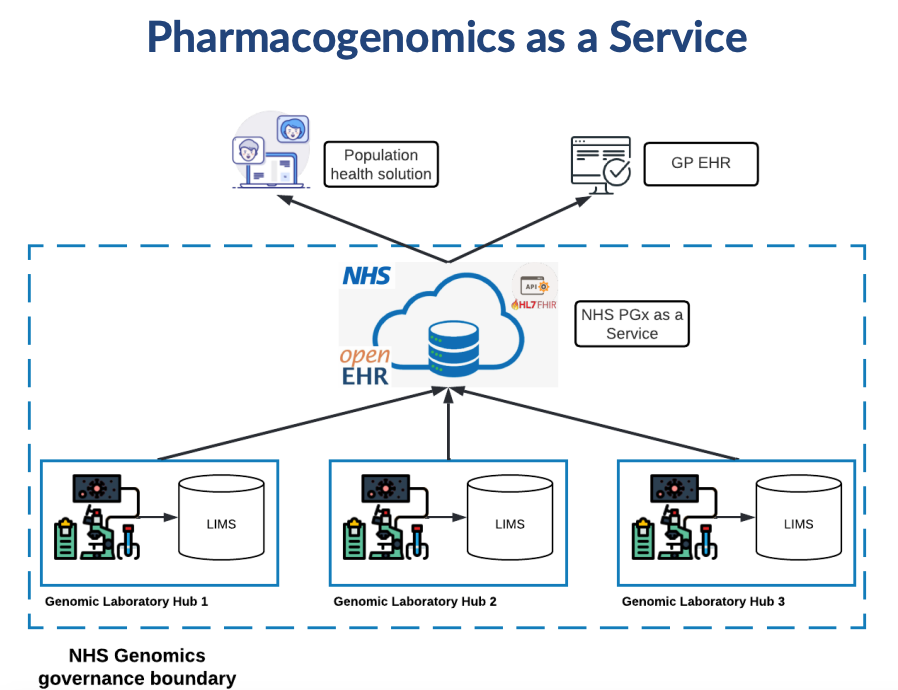 Pharmacogenomics as a Service
Population
health solution
GP EHR
NHS
API
HL7 FHIR
NHS PGx as a
Service
open
EHR
LIMS
LIMS
LIMS
Genomic Laboratory Hub 1
Genomic Laboratory Hub 2
Genomic Laboratory Hub 3
NHS Genomics
governance boundary